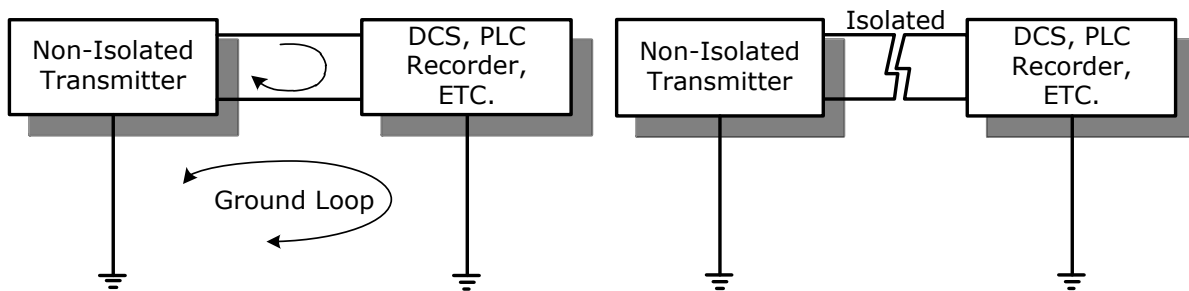 Non-Isolated
Transmitter
DCS, PLC
Recorder,
ETC.
Ground Loop
Isolated
Non-Isolated
Transmitter
DCS, PLC
Recorder,
ETC.